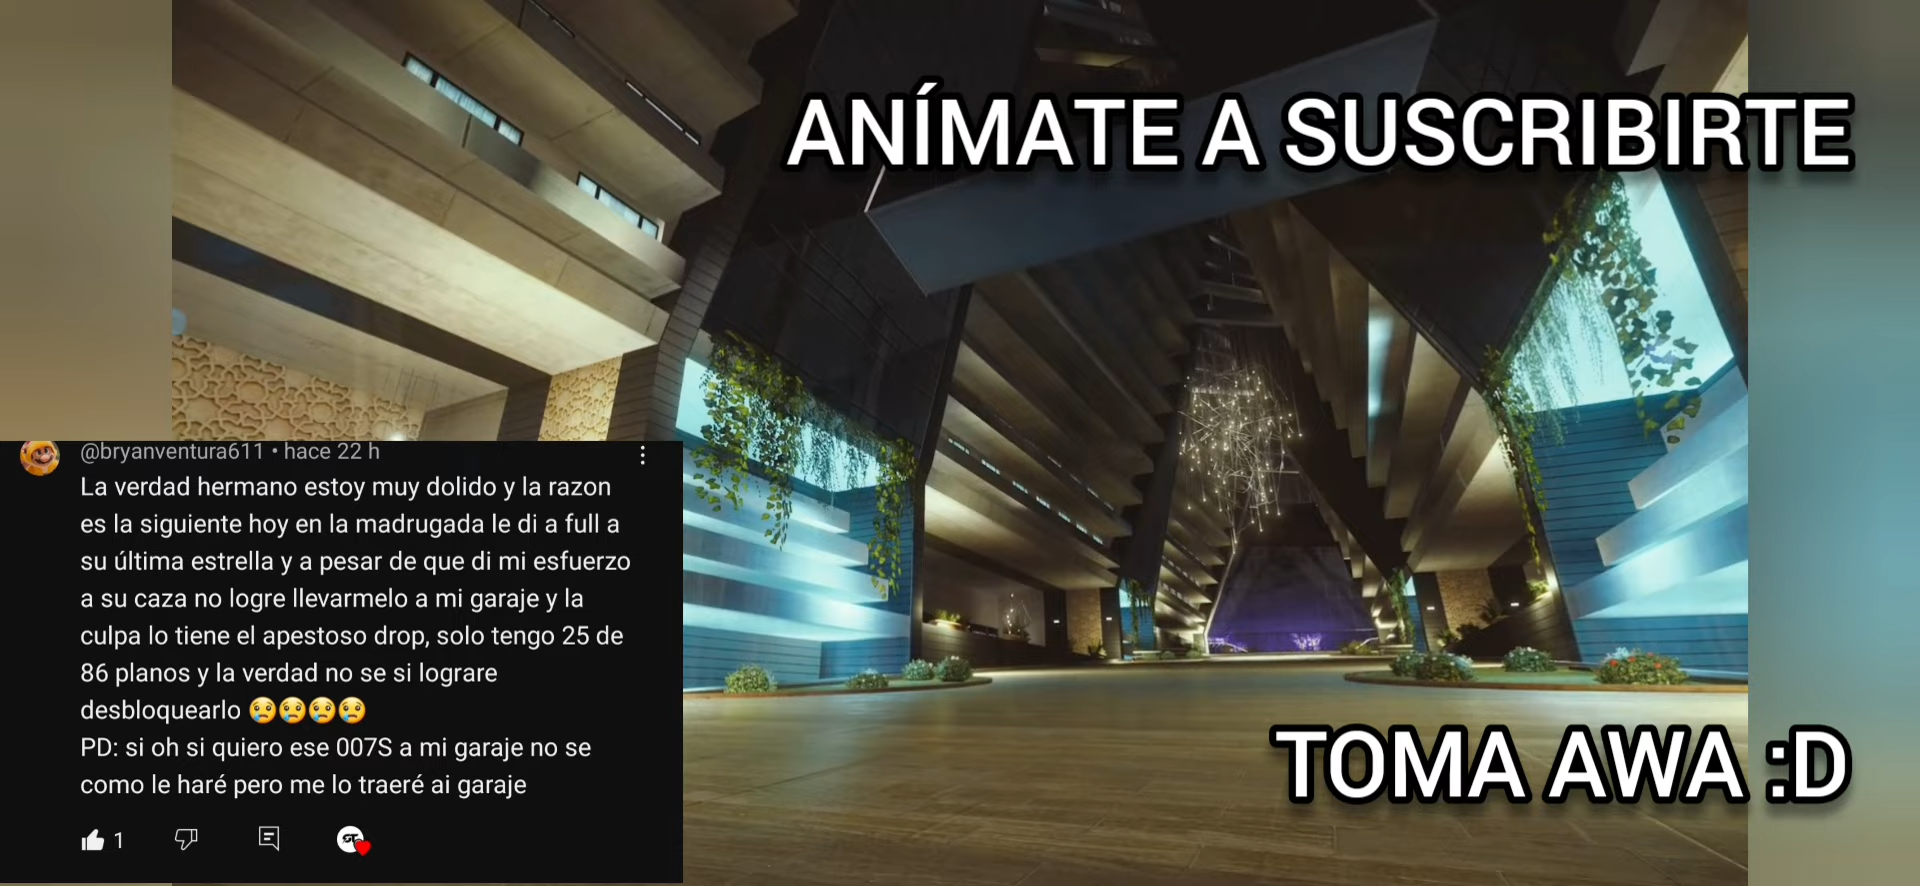 ANÍMATE A SUSCRIBIRTE
@bryanventura611 • hace 22 h
La verdad hermano estoy muy dolido y la razon
es la siguiente hoy en la madrugada le di a full a
su última estrella y a pesar de que di mi esfuerzo
a su caza no logre llevarmelo a mi garaje y la
culpa lo tiene el apestoso drop, solo tengo 25 de
86 planos y la verdad no se si lograre
desbloquearlo 😢😢😢😢
PD: si oh si quiero ese 007S a mi garaje no se
como le haré pero me lo traeré ai garaje
1
TOMA AWA :D